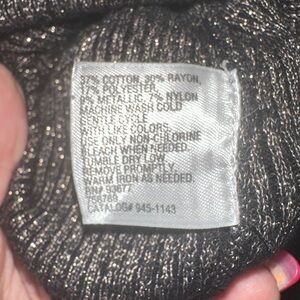 37% COTTON, 30% RAYON,
17% POLYESTER
9% METALLIC, 7% NYLON
MACHINE WASH COLD
GENTLE CYCLE
WITH LIKE COLORS
USE ONLY NON-CHLORINE
BLEACH WHEN NEEDED.
TUMBLE DRY LOW
REMOVE PROMPTLY
WARM IRON AS NEEDED.
RN# 93677
756769
CATALOG# 945-1143